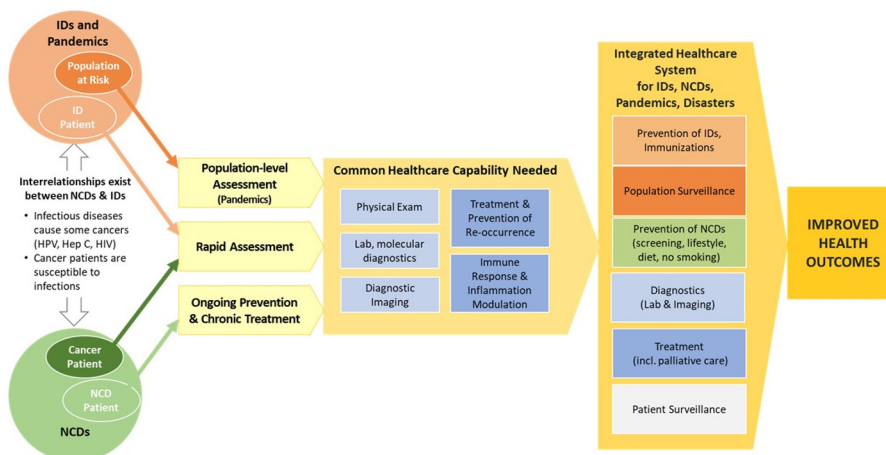 IDs and
Pandemics
Population
at Risk
ID
Patient
Interrelationships exist
between NCDs & IDs
• Infectious diseases
cause some cancers
(HPV, Hep C, HIV)
• Cancer patients are
susceptible to
infections
Cancer
Patient
NCD
Patient
NCDs
Population-level
Assessment
(Pandemics)
Rapid Assessment
Ongoing Prevention
& Chronic Treatment
Common Healthcare Capability Needed
Physical Exam
Lab, molecular
diagnostics
Diagnostic
Imaging
Treatment &
Prevention of
Re-occurrence
Immune
Response &
Inflammation
Modulation
Integrated Healthcare
System
for IDs, NCDs,
Pandemics, Disasters
Prevention of IDs,
Immunizations
Population Surveillance
Prevention of NCDs
(screening, lifestyle,
diet, no smoking)
Diagnostics
(Lab & Imaging)
Treatment
(incl. palliative care)
Patient Surveillance
IMPROVED
HEALTH
OUTCOMES